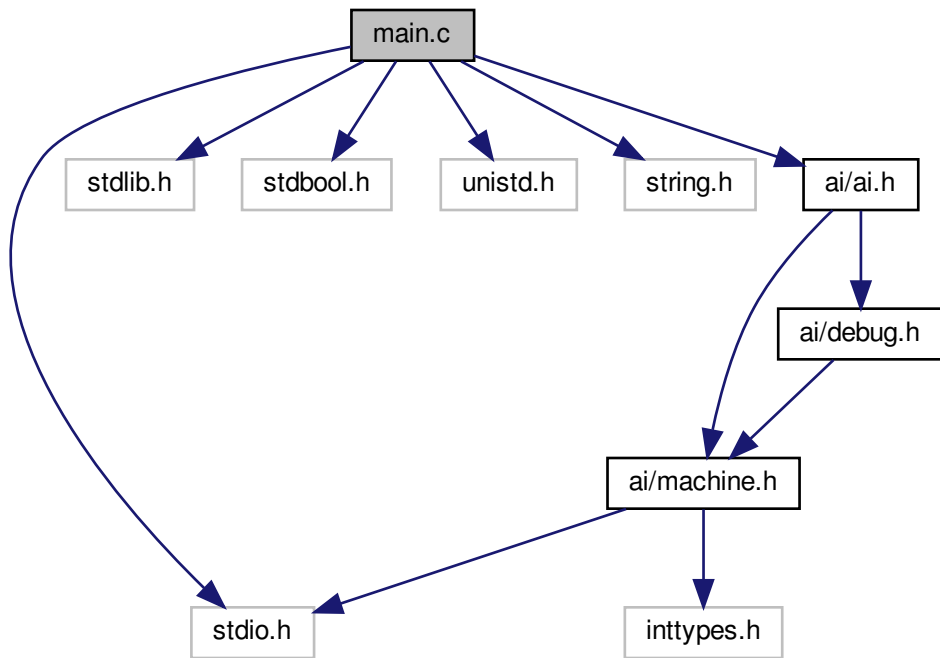 main.c
stdlib.h
stdbool.h
unistd.h
string.h
ai/ai.h
ai/debug.h
ai/machine.h
stdio.h
inttypes.h